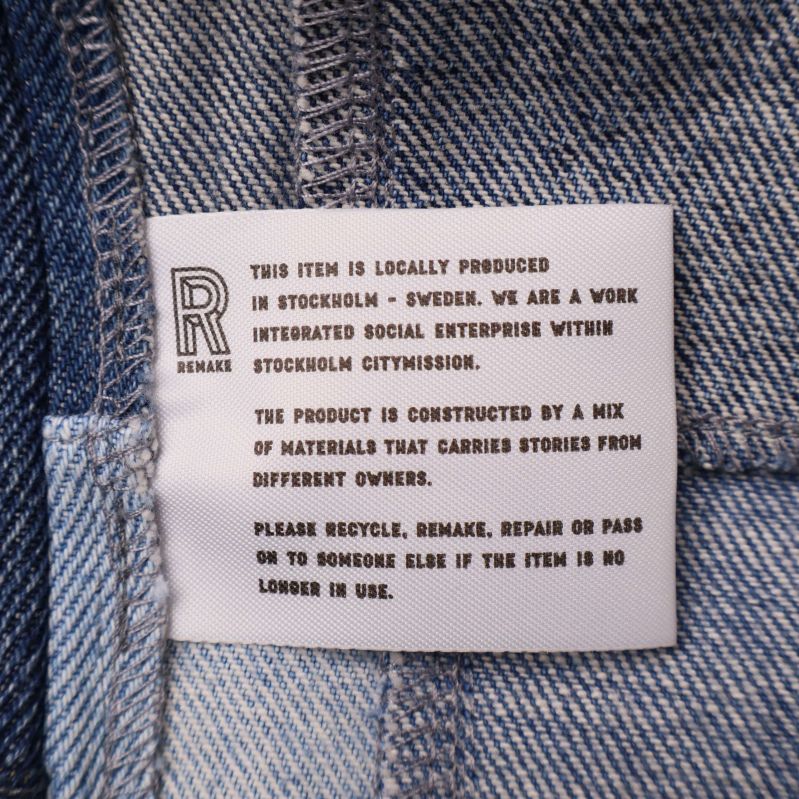 R
REMAKE
THIS ITEM IS LOCALLY PRODUCED
IN STOCKHOLM - SWEDEN. WE ARE A WORK
INTEGRATED SOCIAL ENTERPRISE WITHIN
STOCKHOLM CITYMISSION.
THE PRODUCT IS CONSTRUCTED BY A MIX
OF MATERIALS THAT CARRIES STORIES FROM
DIFFERENT OWNERS.
PLEASE RECYCLE, REMAKE, REPAIR OR PASS
ON TO SOMEONE ELSE IF THE ITEM IS NO
LONGER IN USE.